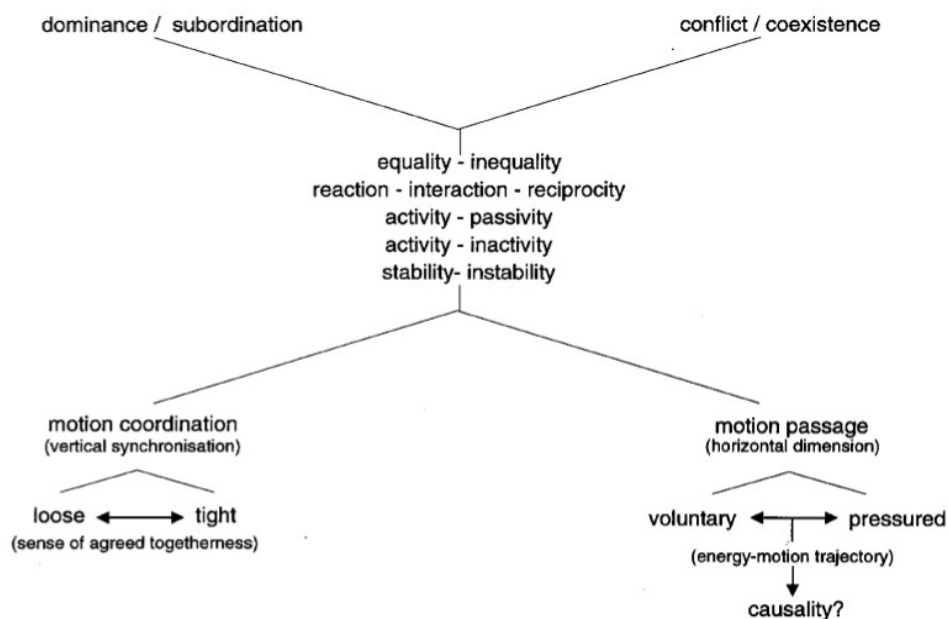 dominance / subordination
conflict / coexistence
equality - inequality
reaction - interaction - reciprocity
activity - passivity
activity - inactivity
stability- instability
motion coordination
(vertical synchronisation)
motion passage
(horizontal dimension)
loose
tight
(sense of agreed togetherness)
voluntary
pressured
(energy-motion trajectory)
causality?